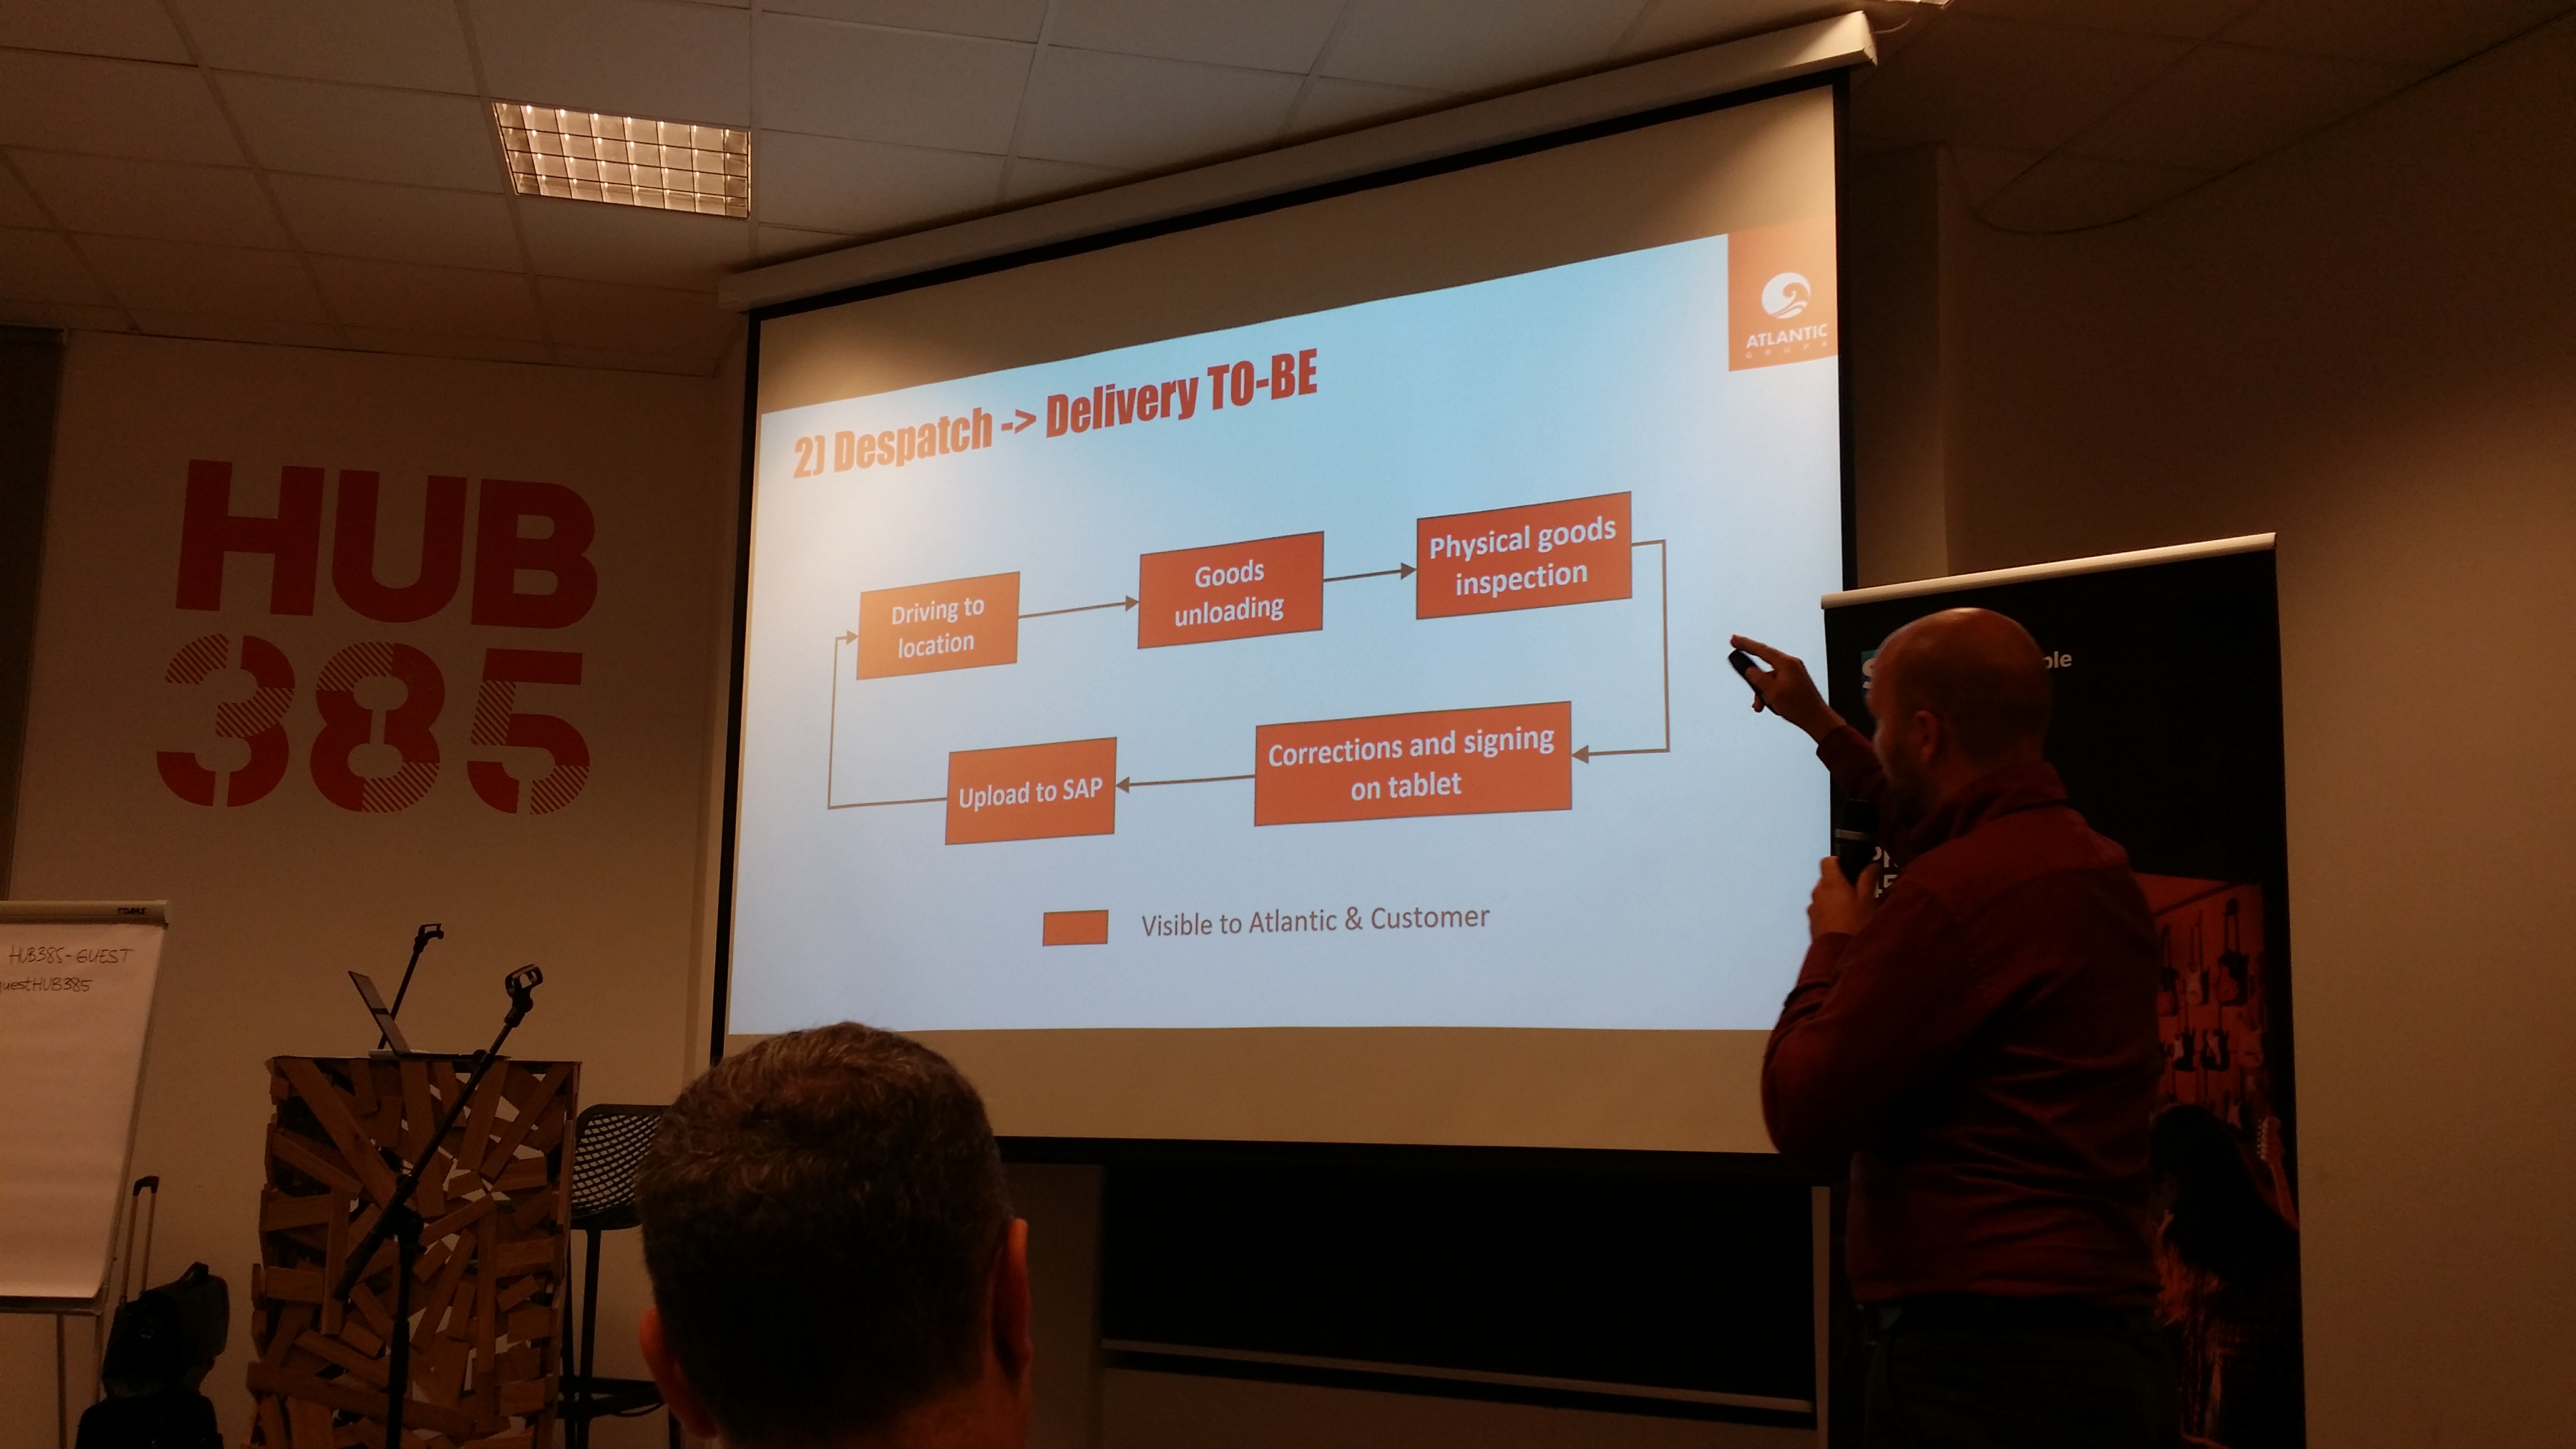 HUB
385
DAHLE
HUB385-GUEST
guestHUB385
ATLANTIC
GRUPA
2) Despatch -> Delivery TO-BE
Driving to
location
Goods
unloading
Physical goods
inspection
Corrections and signing
on tablet
Upload to SAP
Visible to Atlantic & Customer